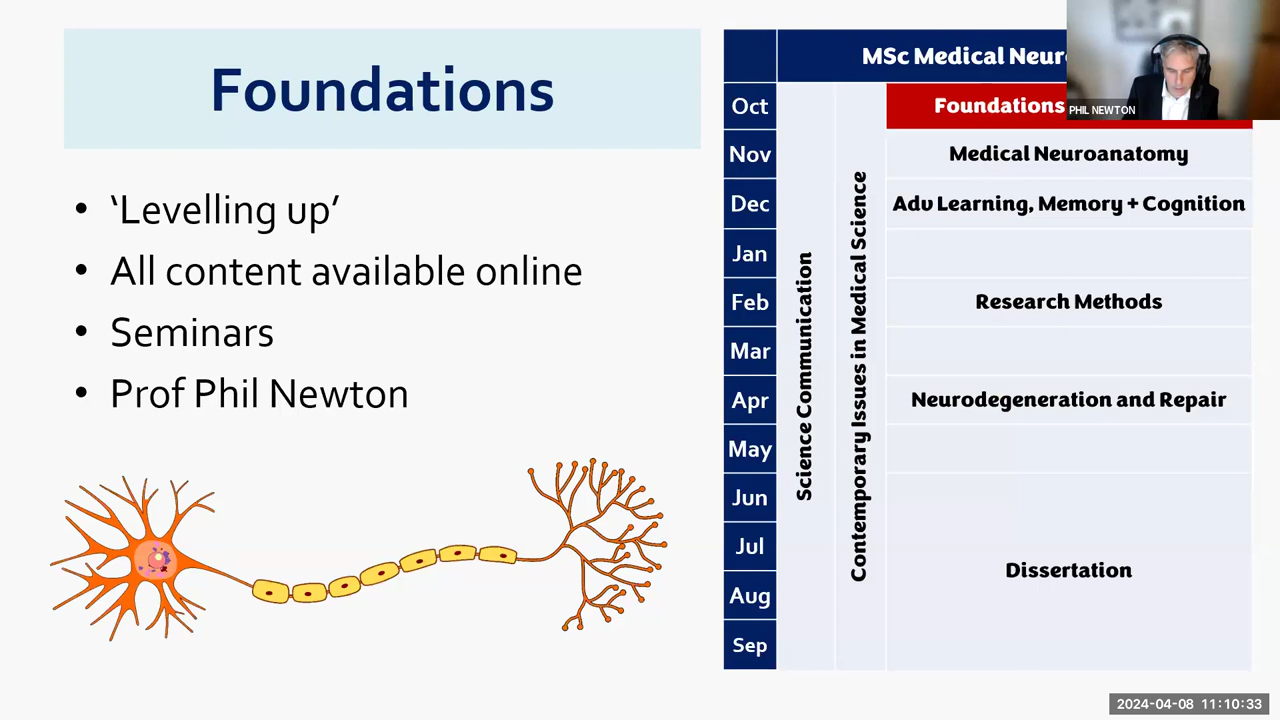 Foundations
• ‘Levelling up’
• All content available online
• Seminars
• Prof Phil Newton
MSc Medical Neuro
Oct
Foundations
Nov
Medical Neuroanatomy
Dec
Adv Learning, Memory + Cognition
Jan
Feb
Research Methods
Mar
Apr
Neurodegeneration and Repair
May
Jun
Jul
Dissertation
Aug
Sep
Science Communication
Contemporary Issues in Medical Science
PHIL NEWTON
2024-04-08 11:10:33